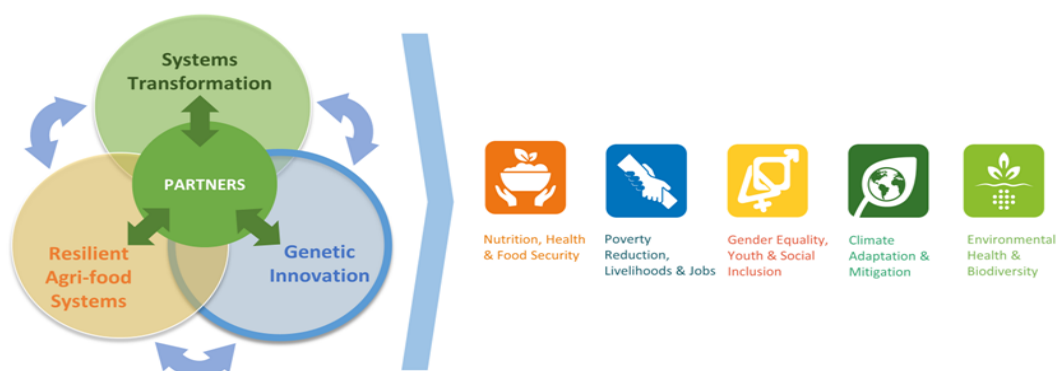 Systems
Transformation
PARTNERS
Resilient
Agri-food
Systems
Genetic
Innovation
Nutrition, Health
& Food Security
Poverty
Reduction,
Livelihoods & Jobs
Gender Equality,
Youth & Social
Inclusion
Climate
Adaptation &
Mitigation
Environmental
Health &
Biodiversity